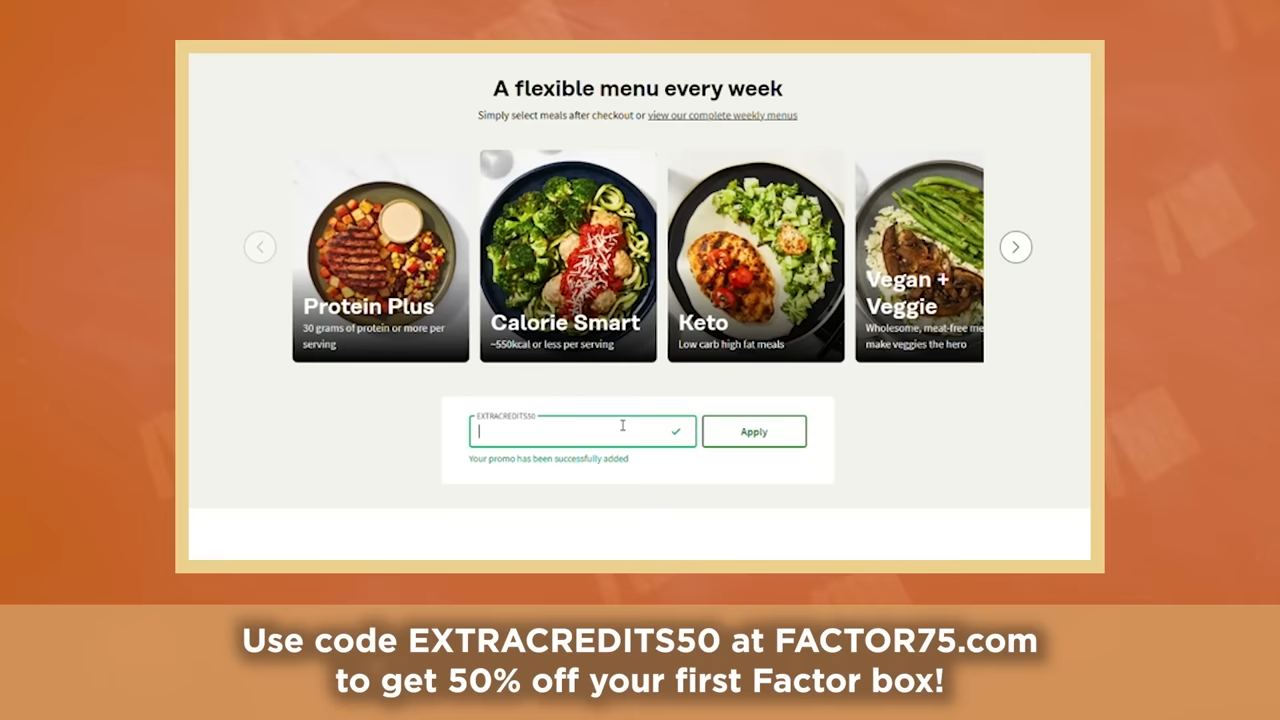 A flexible menu every week
Simply select meals after checkout or view our complete weekly menus
Protein Plus
30 grams of protein or more per
serving
Calorie Smart
~550kcal or less per serving
Keto
Low carb high fat meals
Vegan +
Veggie
Wholesome, meat-free me
make veggies the hero
EXTRACREDITS50
Apply
Your promo has been successfully added
Use code EXTRACREDITS50 at FACTOR75.com
to get 50% off your first Factor box!